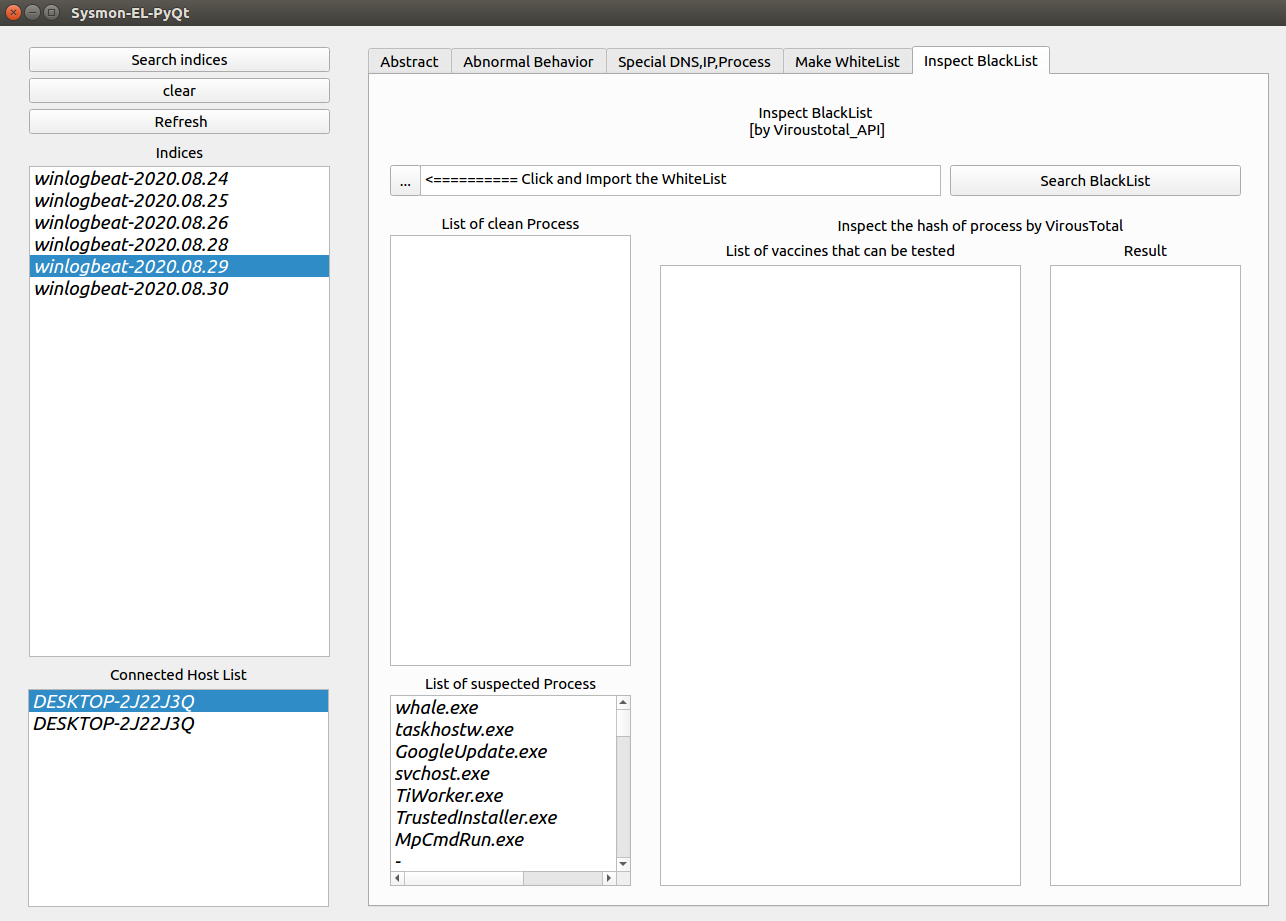 Sysmon-EL-PyQt
Search indices
clear
Refresh
Indices
winlogbeat-2020.08.24
winlogbeat-2020.08.25
winlogbeat-2020.08.26
winlogbeat-2020.08.28
winlogbeat-2020.08.29
winlogbeat-2020.08.30
Connected Host List
DESKTOP-2J22J3Q
DESKTOP-2J22J3Q
Abstract
Abnormal Behavior
Special DNS,IP,Process
Make WhiteList
Inspect BlackList
Inspect BlackList
[by Viroustotal_API]
...
<========== Click and Import the WhiteList
Search BlackList
List of clean Process
List of suspected Process
whale.exe
taskhostw.exe
GoogleUpdate.exe
svchost.exe
TiWorker.exe
TrustedInstaller.exe
MpCmdRun.exe
-
Inspect the hash of process by VirousTotal
List of vaccines that can be tested
Result